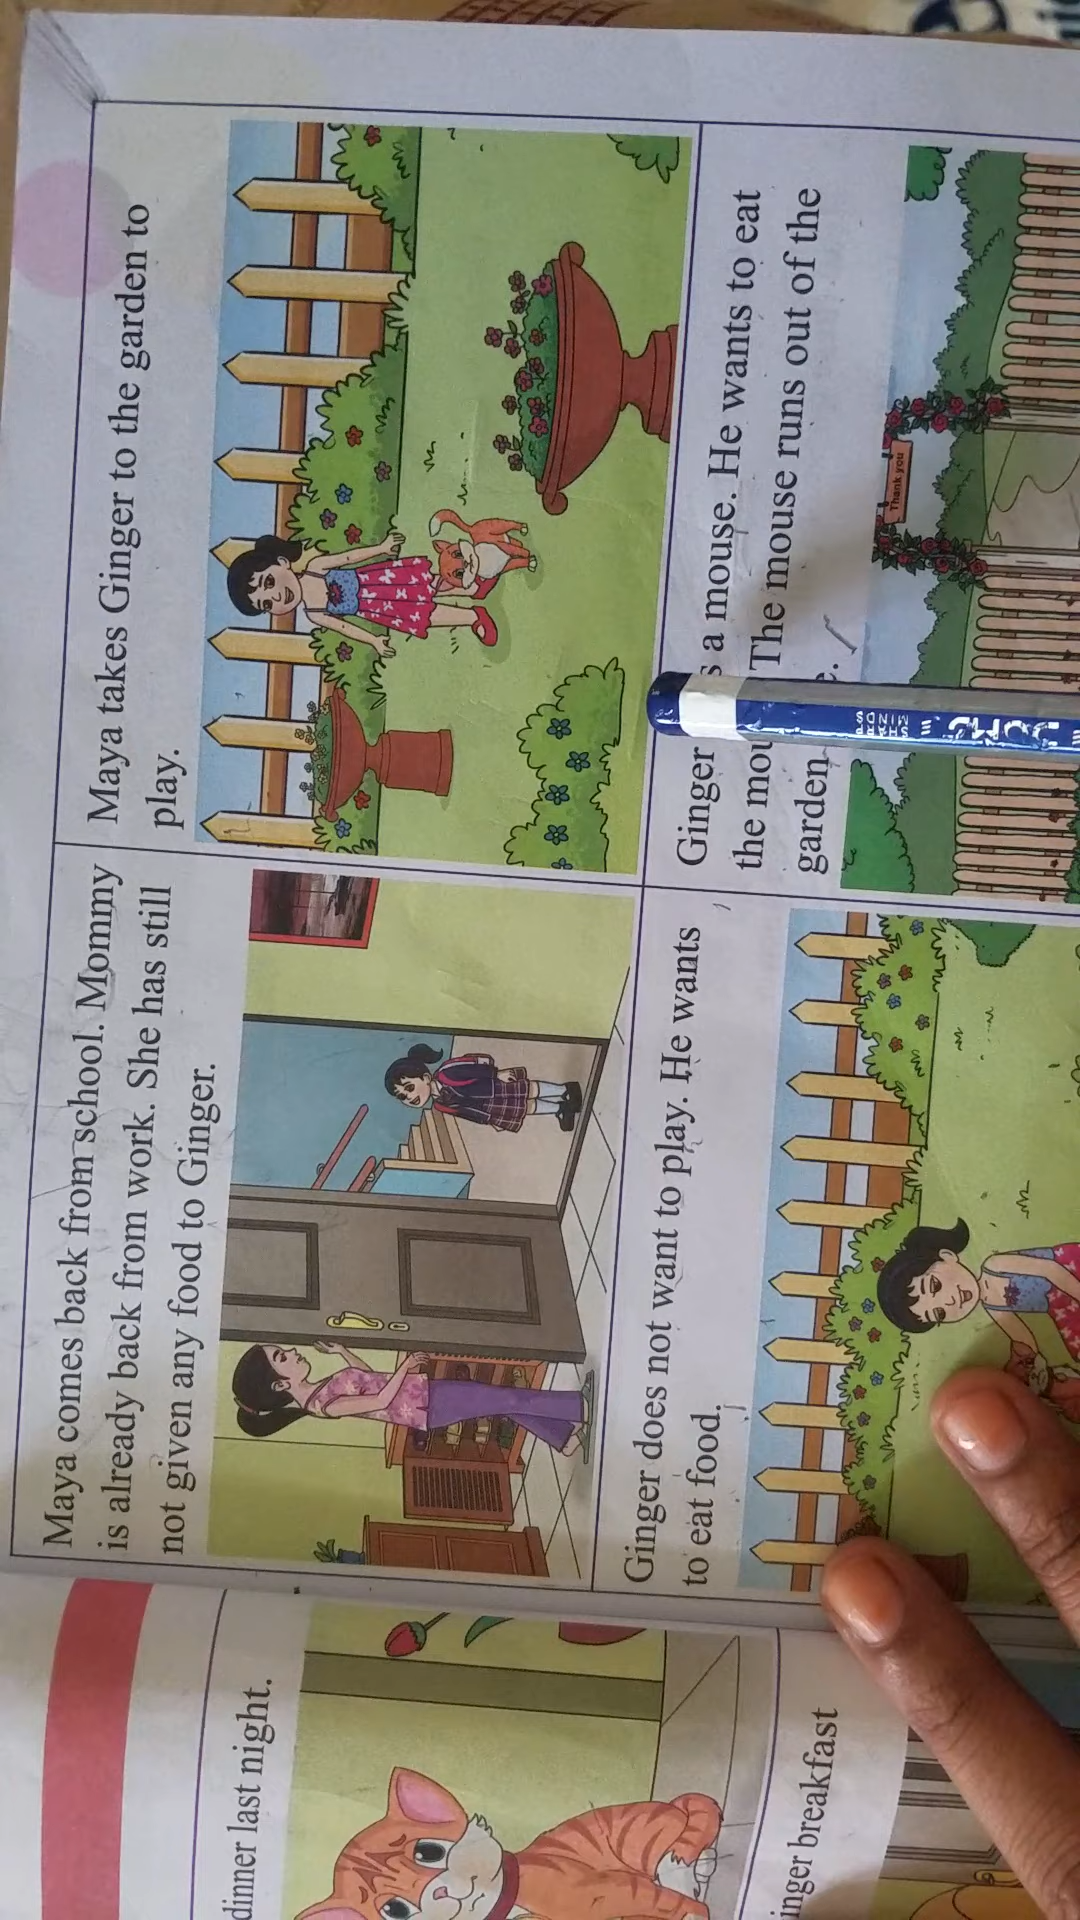 dinner last night.
inger breakfast
Maya comes back from school. Mommy
is already back from work. She has still
not given any food to Ginger.
Maya takes Ginger to the garden to
play.
Ginger does not want to play. He wants
to eat food.
Ginger s a mouse. He wants to eat
the mou The mouse runs out of the
garden e.
Thank you
DOMS
SHARP
MINDS